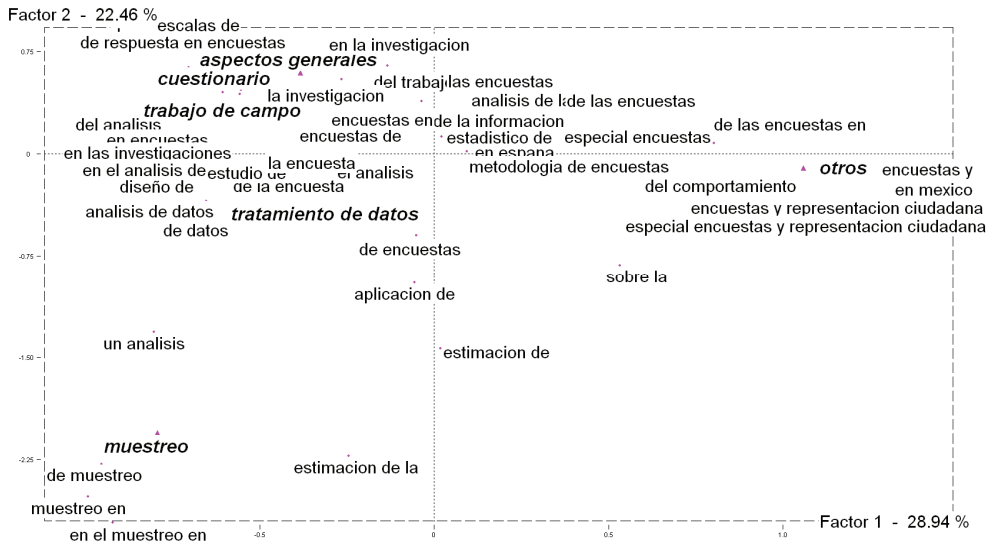 Factor 2 - 22.46 %
escalas de
de respuesta en encuestas
en la investigacion
0.75
aspectos generales
cuestionario
del trabajo
las encuestas
la investigacion
analisis de
de las encuestas
trabajo de campo
encuestas en
de la informacion
del analisis
de las encuestas en
en encuestas
encuestas de
estadistico de
especial encuestas
0
en las investigaciones
en españa
la encuesta
metodologia de encuestas
en el analisis de
estudio de
el analisis
otros
encuestas y
diseño de
de la encuesta
del comportamiento
en mexico
analisis de datos
tratamiento de datos
encuestas y representacion ciudadana
de datos
especial encuestas y representacion ciudadana
de encuestas
-0.75
sobre la
aplicacion de
un analisis
estimacion de
-1.50
muestreo
-2.25
estimacion de la
de muestreo
muestreo en
Factor 1 - 28.94 %
en el muestreo en
-0.5
0
0.5
1.0